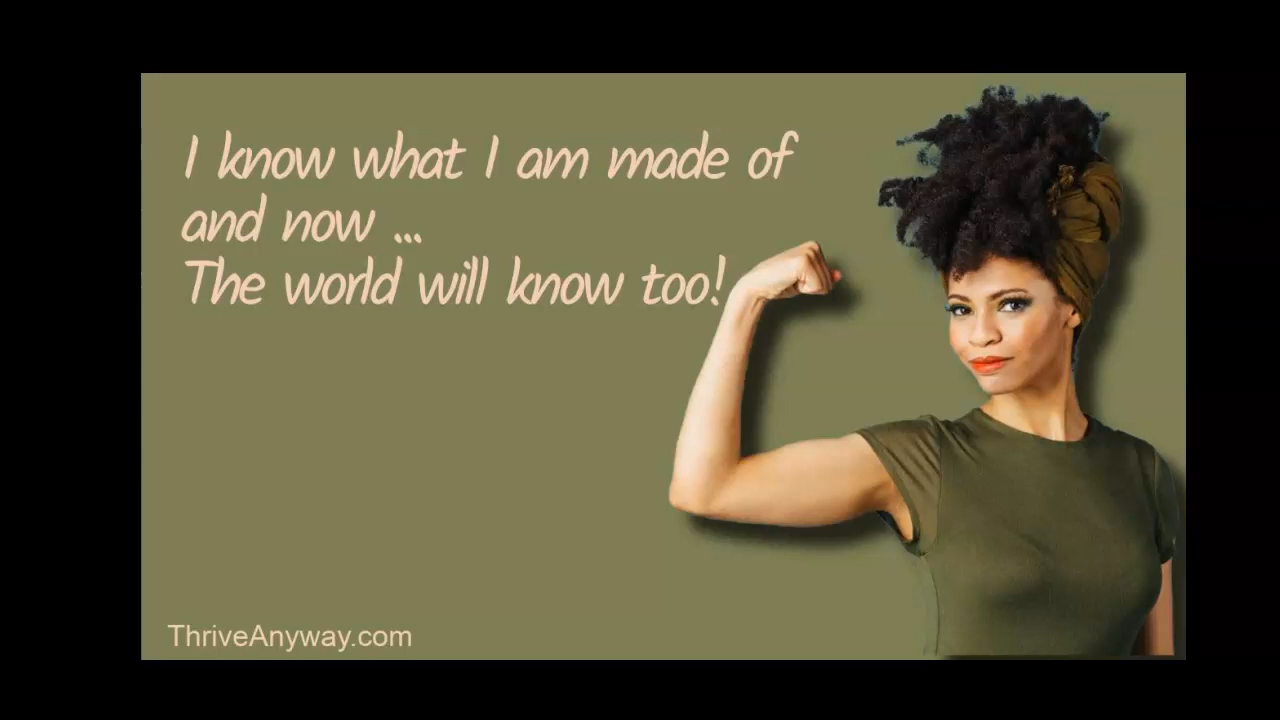 I know what I am made of
and now ...
The world will know too!
ThriveAnyway.com